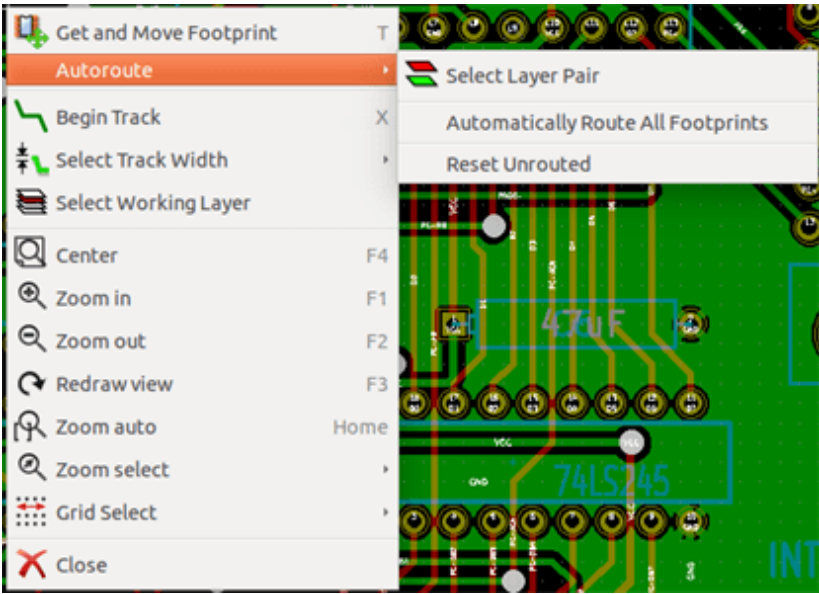 Get and Move Footprint T
Autoroute
Select Layer Pair
Begin Track X
Automatically Route All Footprints
Select Track Width
Reset Unrouted
Select Working Layer
Center F4
Zoom in F1
Zoom out F2
47uF
Redraw view F3
Zoom auto Home
VCC
VCC
Zoom select
GND
74LS245
Grid Select
INT
Close
GND